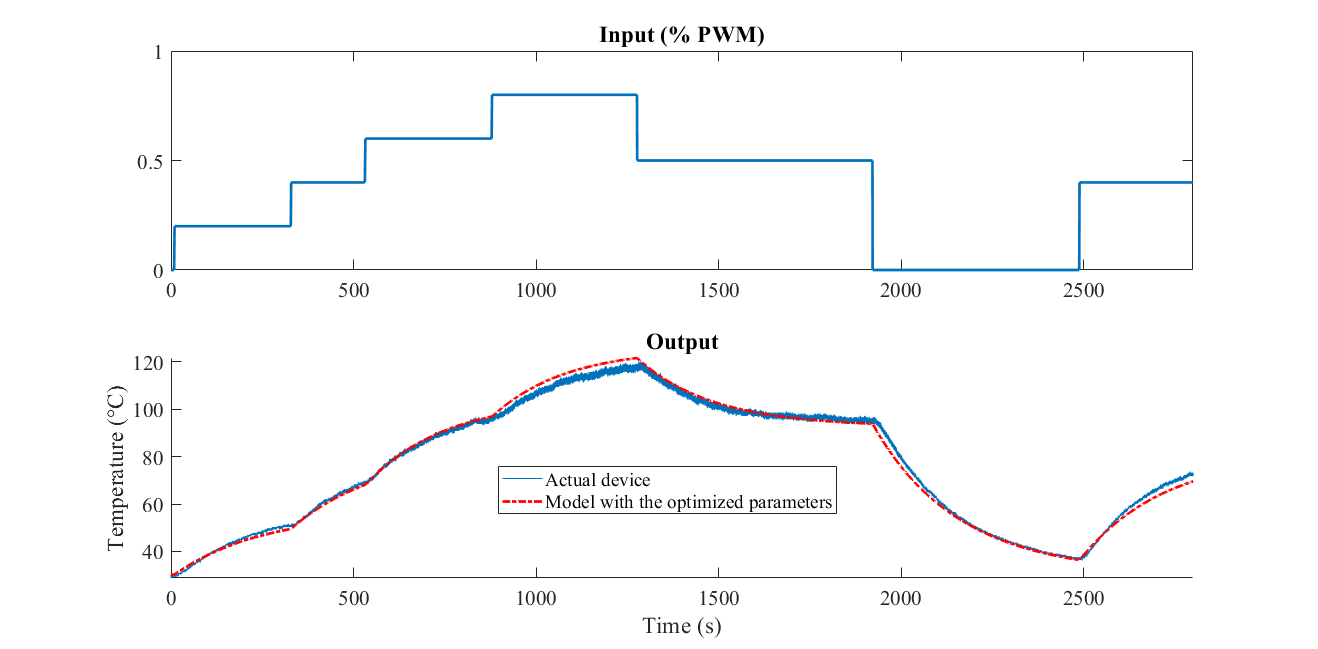 Input (% PWM)
1
0.5
0
0 500 1000 1500 2000 2500
Output
Temperature (°C)
120
100
80
60
40
Actual device
Model with the optimized parameters
0 500 1000 1500 2000 2500
Time (s)